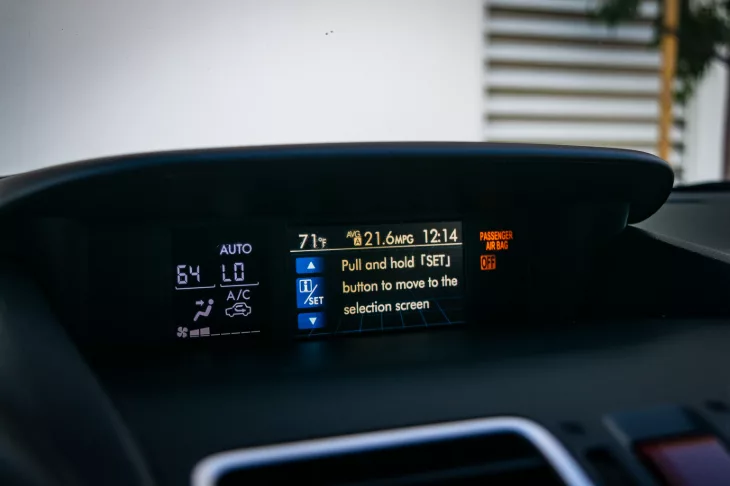 AUTO
64 LO
A/C
71°F AVG A 21.6MPG 12:14
Pull and hold「SET」
button to move to the
selection screen
i/SET
PASSENGER
AIR BAG
OFF